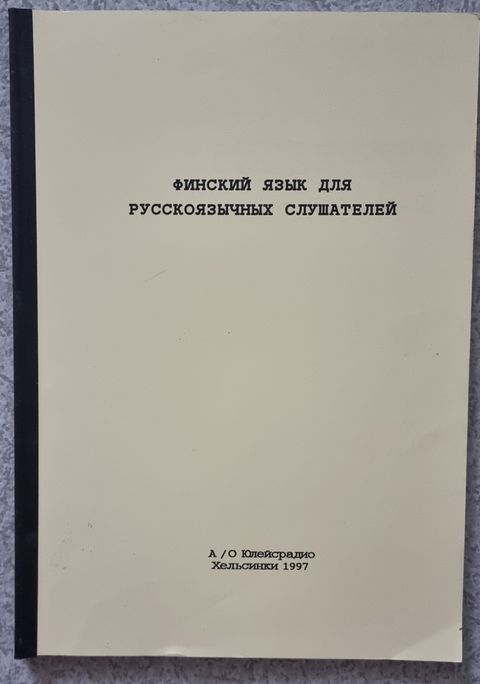 ФИНСКИЙ ЯЗЫК ДЛЯ
РУССКОЯЗЫЧНЫХ СЛУШАТЕЛЕЙ
А /О Юлейсрадио
Хельсинки 1997